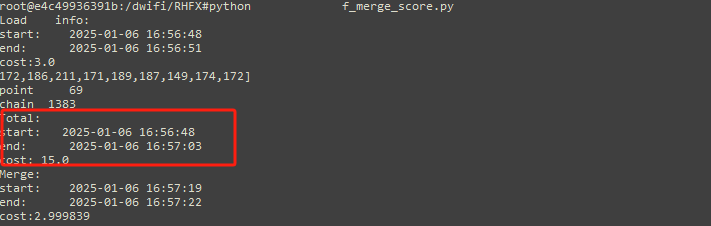 root@e4c49936391b:/dwifi/RHFX#python f_merge_score.py
Load info:
start: 2025-01-06 16:56:48
end: 2025-01-06 16:56:51
cost:3.0
172,186,211,171,189,187,149,174,172]
point 69
chain 1383
Total:
start: 2025-01-06 16:56:48
end: 2025-01-06 16:57:03
cost: 15.0
Merge:
start: 2025-01-06 16:57:19
end: 2025-01-06 16:57:22
cost:2.999839